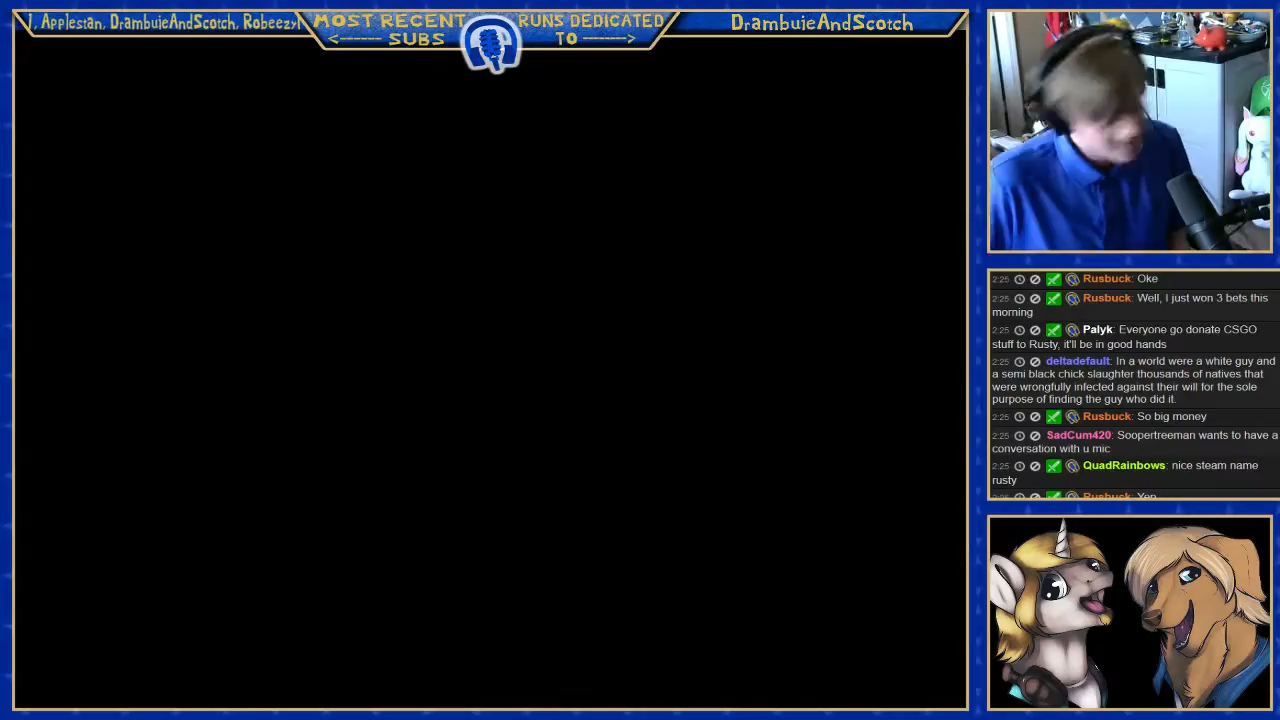 J, Applestan, DrambuieAndScotch, Robeezy
MOST RECENT RUNS DEDICATED
<------ SUBS TO ------>
DrambuieAndScotch
2:25 Rusbuck: Oke
2:25 Rusbuck: Well, I just won 3 bets this
morning
2:25 Palyk: Everyone go donate CSGO
stuff to Rusty, it'll be in good hands
2:25 deltadefault: In a world were a white guy and
a semi black chick slaughter thousands of natives that
were wrongfully infected against their will for the sole
purpose of finding the guy who did it.
2:25 Rusbuck: So big money
2:25 SadCum420: Soopertreeman wants to have a
conversation with u mic
2:25 QuadRainbows: nice steam name
rusty
2:25 Rusbuck: Yep